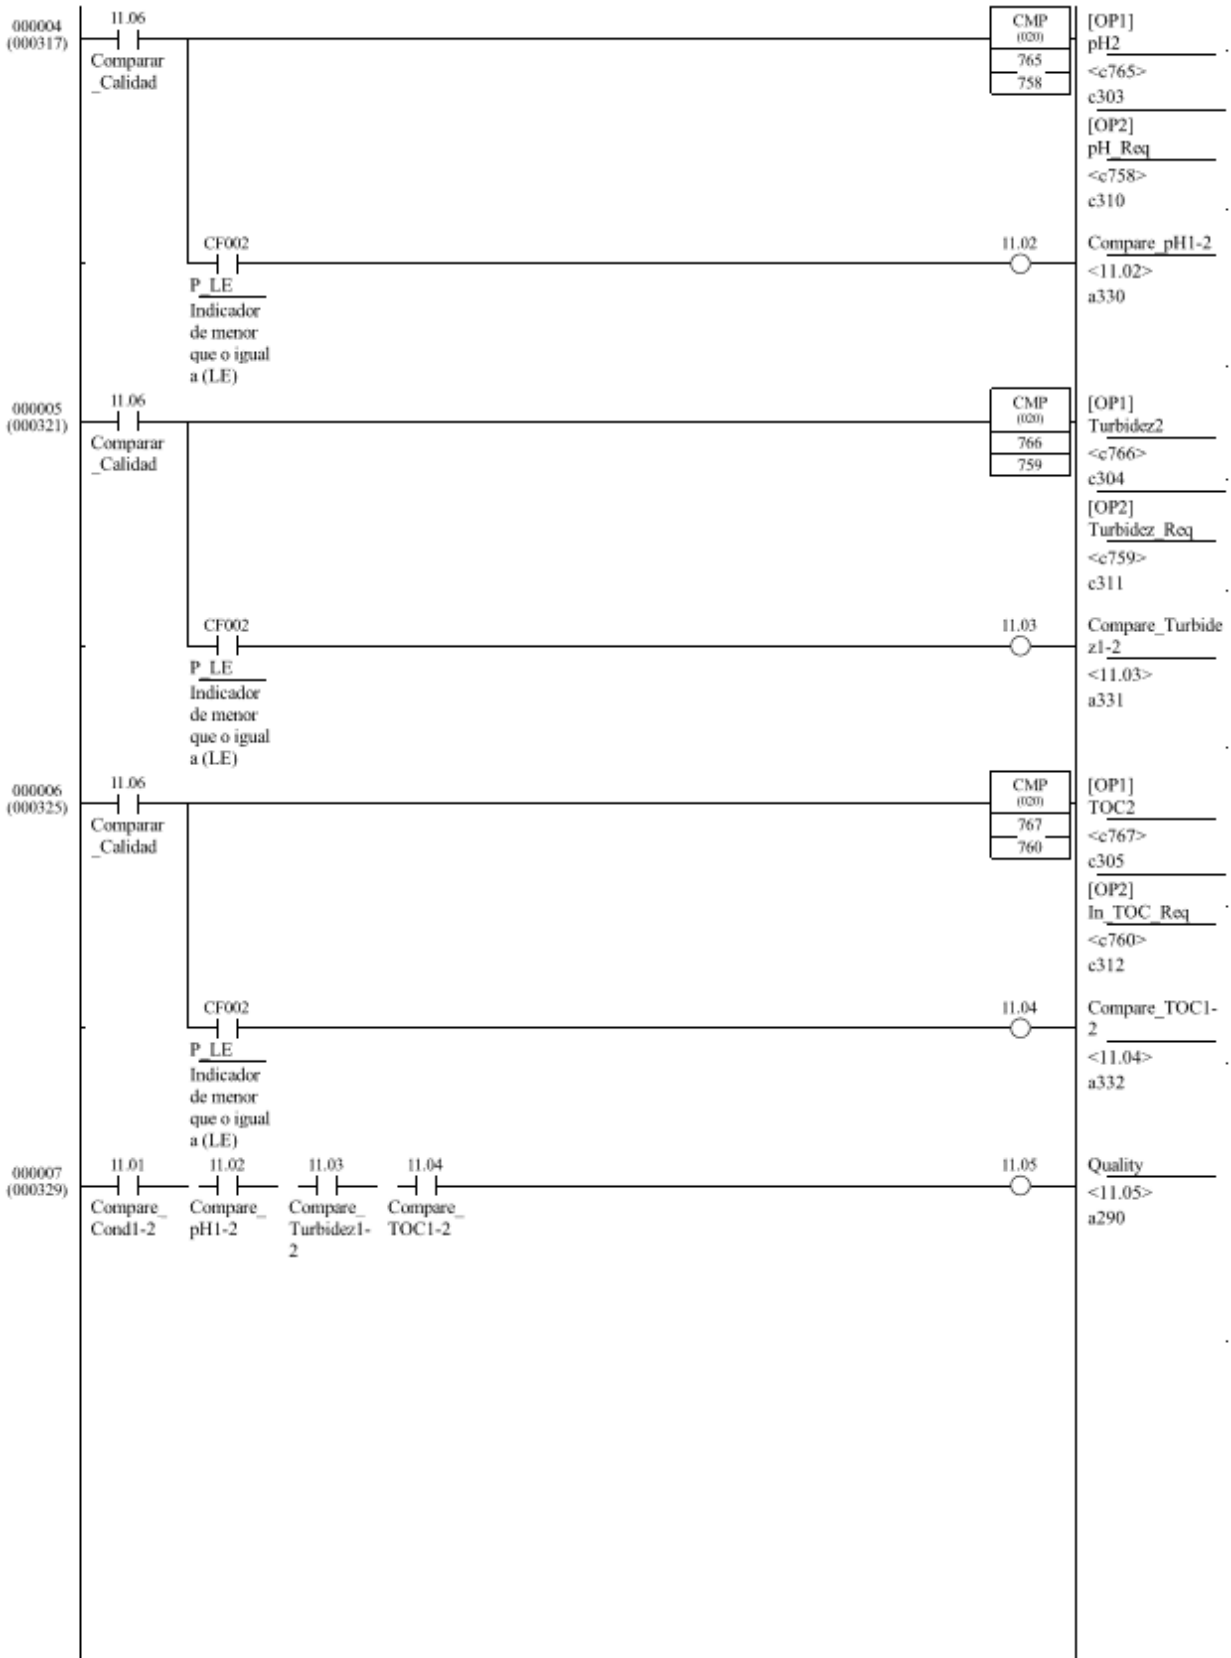 000004
(000317)
11.06
Comparar
_Calidad
CMP
(020)
765
758
[OP1]
pH2
<c765>
c303
[OP2]
pH_Req
<c758>
c310
CF002
P_LE
Indicador
de menor
que o igual
a (LE)
11.02
Compare_pH1-2
<11.02>
a330
000005
(000321)
11.06
Comparar
_Calidad
CMP
(020)
766
759
[OP1]
Turbidez2
<c766>
c304
[OP2]
Turbidez_Req
<c759>
c311
CF002
P_LE
Indicador
de menor
que o igual
a (LE)
11.03
Compare_Turbide
z1-2
<11.03>
a331
000006
(000325)
11.06
Comparar
_Calidad
CMP
(020)
767
760
[OP1]
TOC2
<c767>
c305
[OP2]
In_TOC_Req
<c760>
c312
CF002
P_LE
Indicador
de menor
que o igual
a (LE)
11.04
Compare_TOC1-
2
<11.04>
a332
000007
(000329)
11.01
Compare_
Cond1-2
11.02
Compare_
pH1-2
11.03
Compare_
Turbidez1-
2
11.04
Compare_
TOC1-2
11.05
Quality
<11.05>
a290